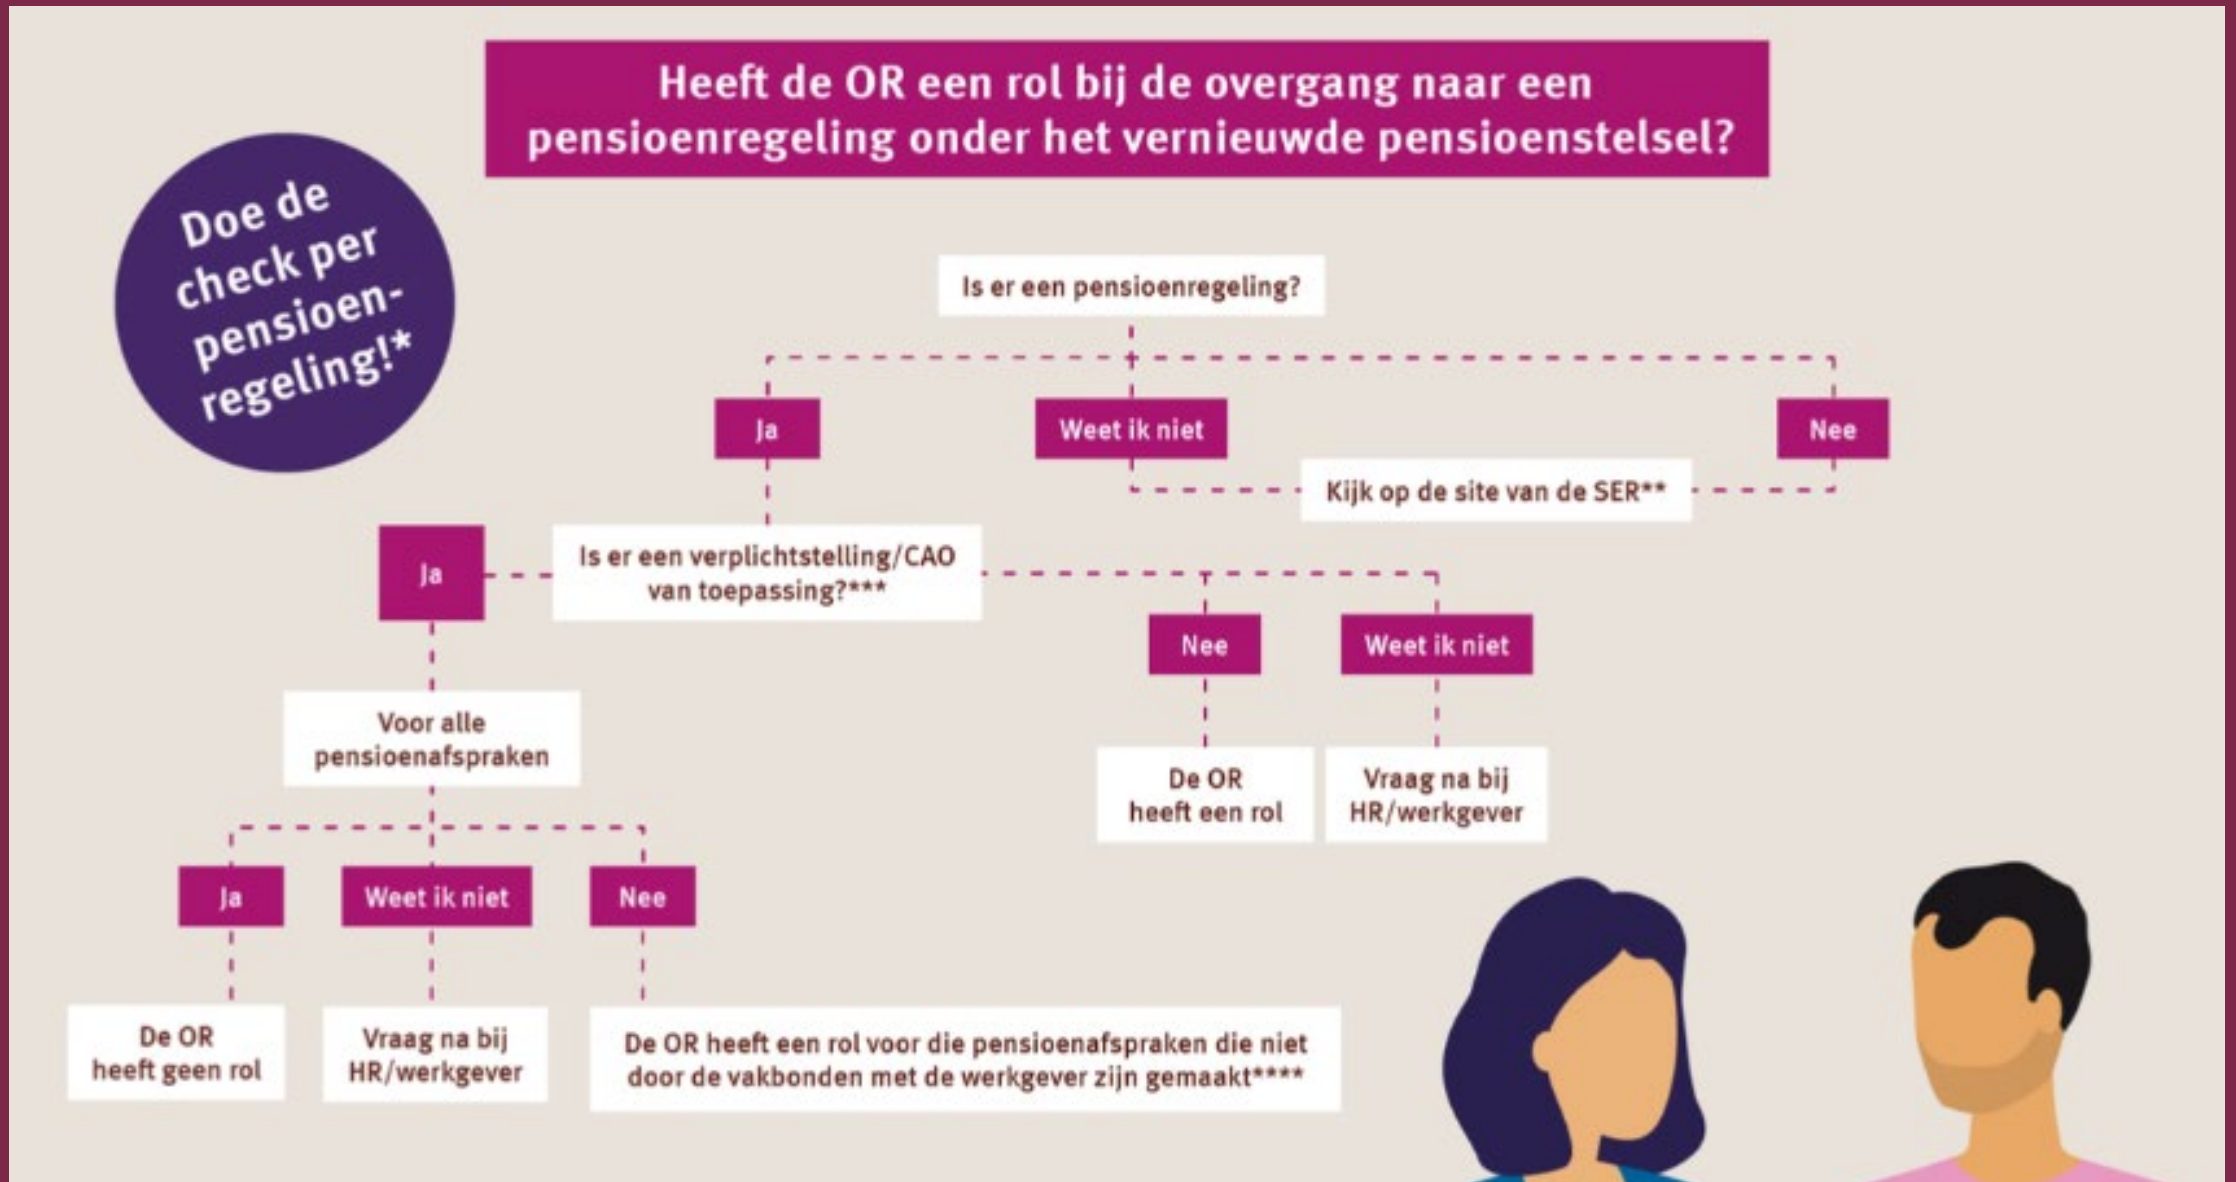 Heeft de OR een rol bij de overgang naar een
pensioenregeling onder het vernieuwde pensioenstelsel?
Doe de
check per
pensioen-
regeling!*
Is er een pensioenregeling?
Ja
Weet ik niet
Nee
Kijk op de site van de SER**
Ja
Is er een verplichtstelling/CAO
van toepassing?***
Nee
Weet ik niet
Voor alle
pensioenafspraken
De OR
heeft een rol
Vraag na bij
HR/werkgever
Ja
Weet ik niet
Nee
De OR
heeft geen rol
Vraag na bij
HR/werkgever
De OR heeft een rol voor die pensioenafspraken die niet
door de vakbonden met de werkgever zijn gemaakt****